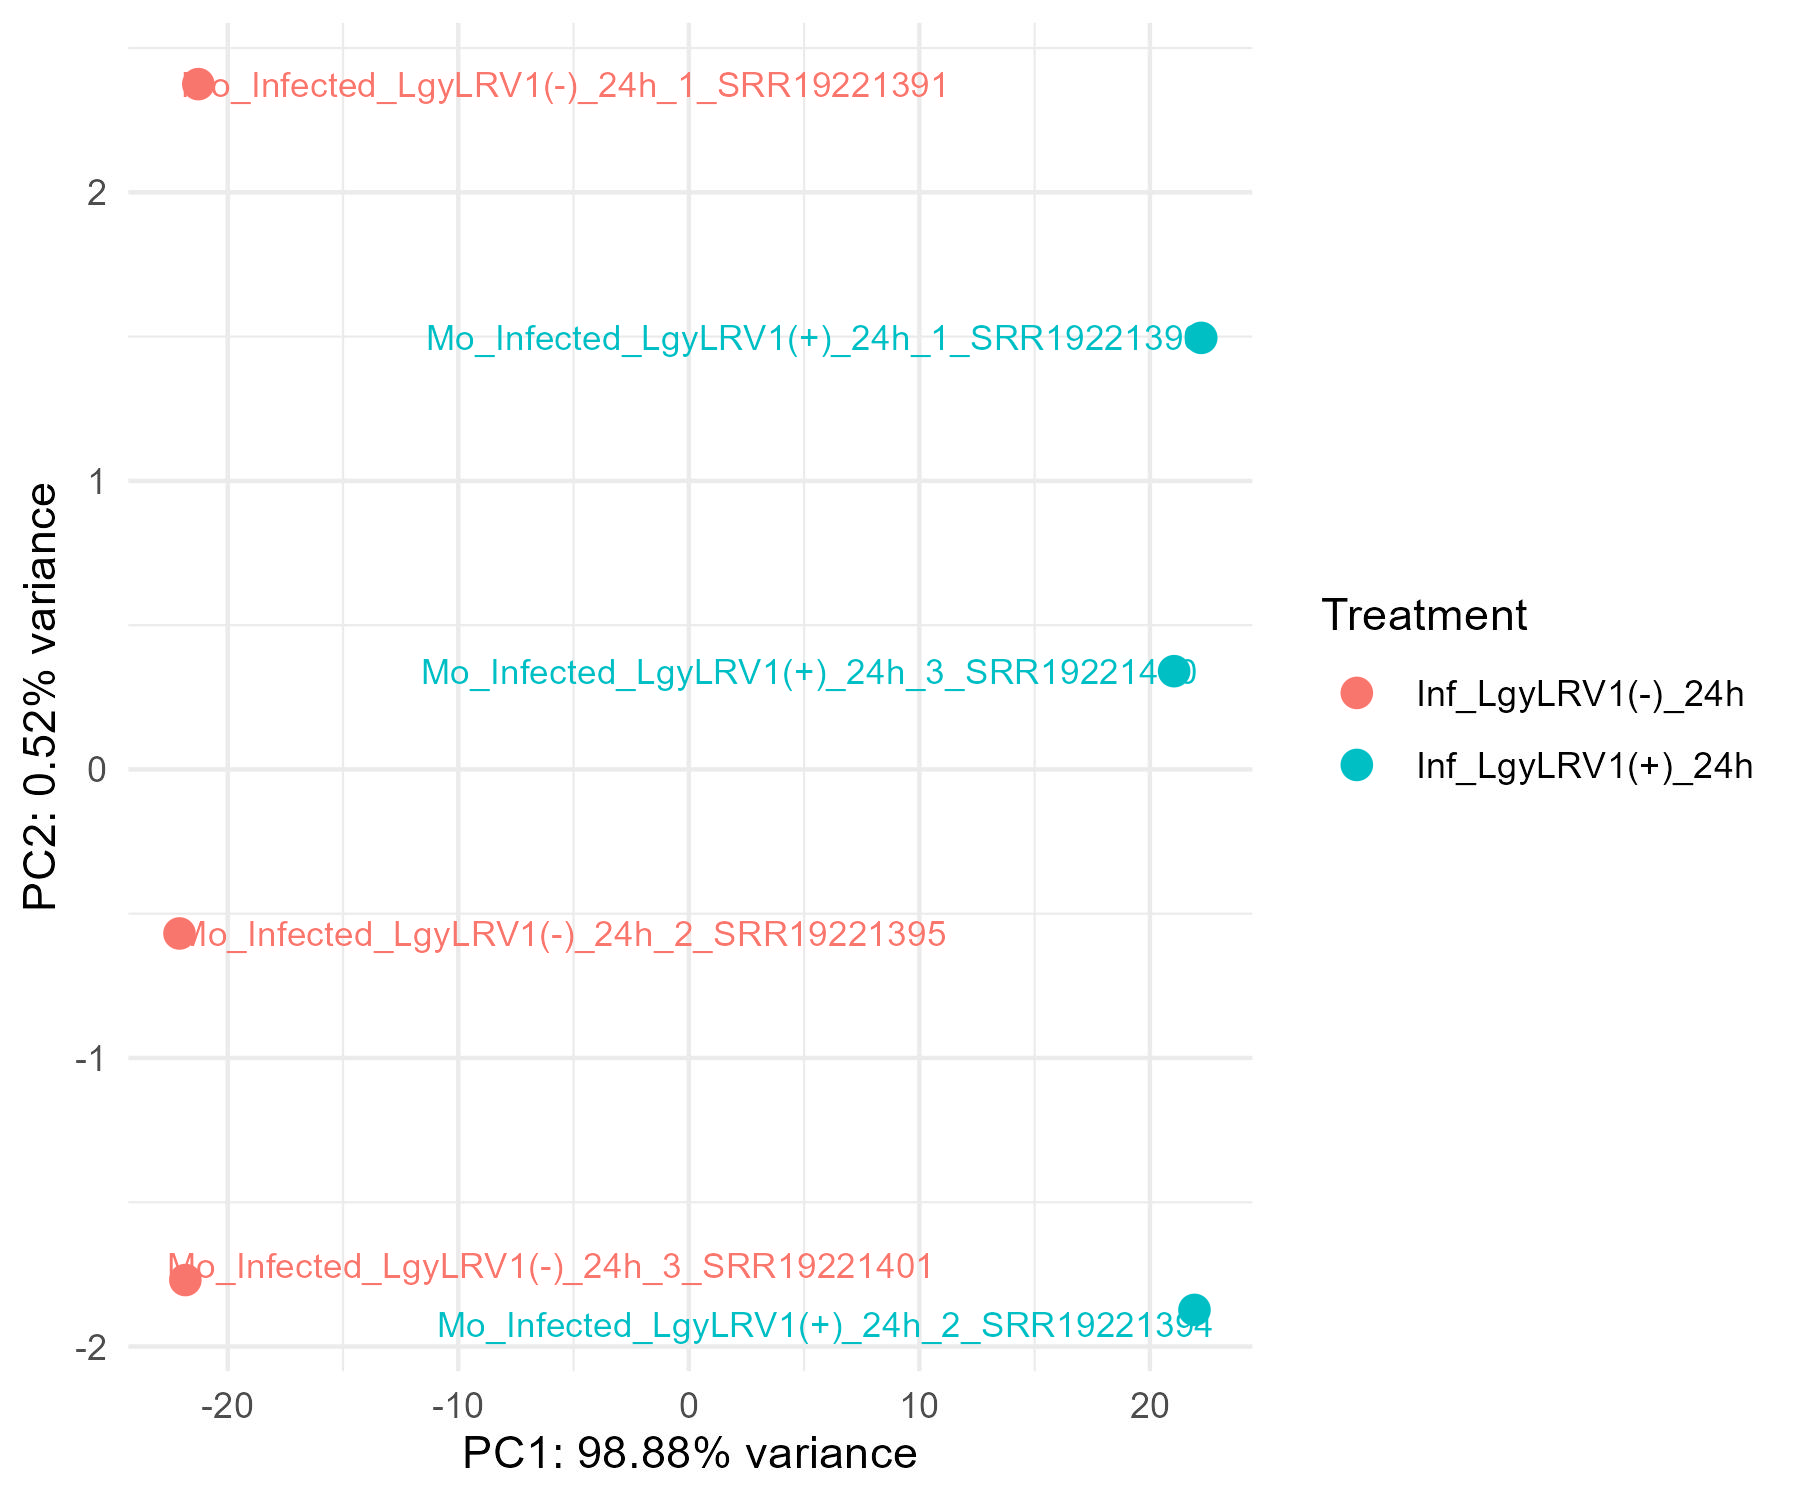 Mo_Infected_LgyLRV1(-)_24h_1_SRR19221391
2
Mo_Infected_LgyLRV1(+)_24h_1_SRR1922139
Mo_Infected_LgyLRV1(+)_24h_3_SRR19221400
1
0
-1
-2
Mo_Infected_LgyLRV1(-)_24h_2_SRR19221395
Mo_Infected_LgyLRV1(-)_24h_3_SRR19221401
Mo_Infected_LgyLRV1(+)_24h_2_SRR19221394
-20
-10
0
10
20
PC1: 98.88% variance
PC2: 0.52% variance
Treatment
Inf_LgyLRV1(-)_24h
Inf_LgyLRV1(+)_24h